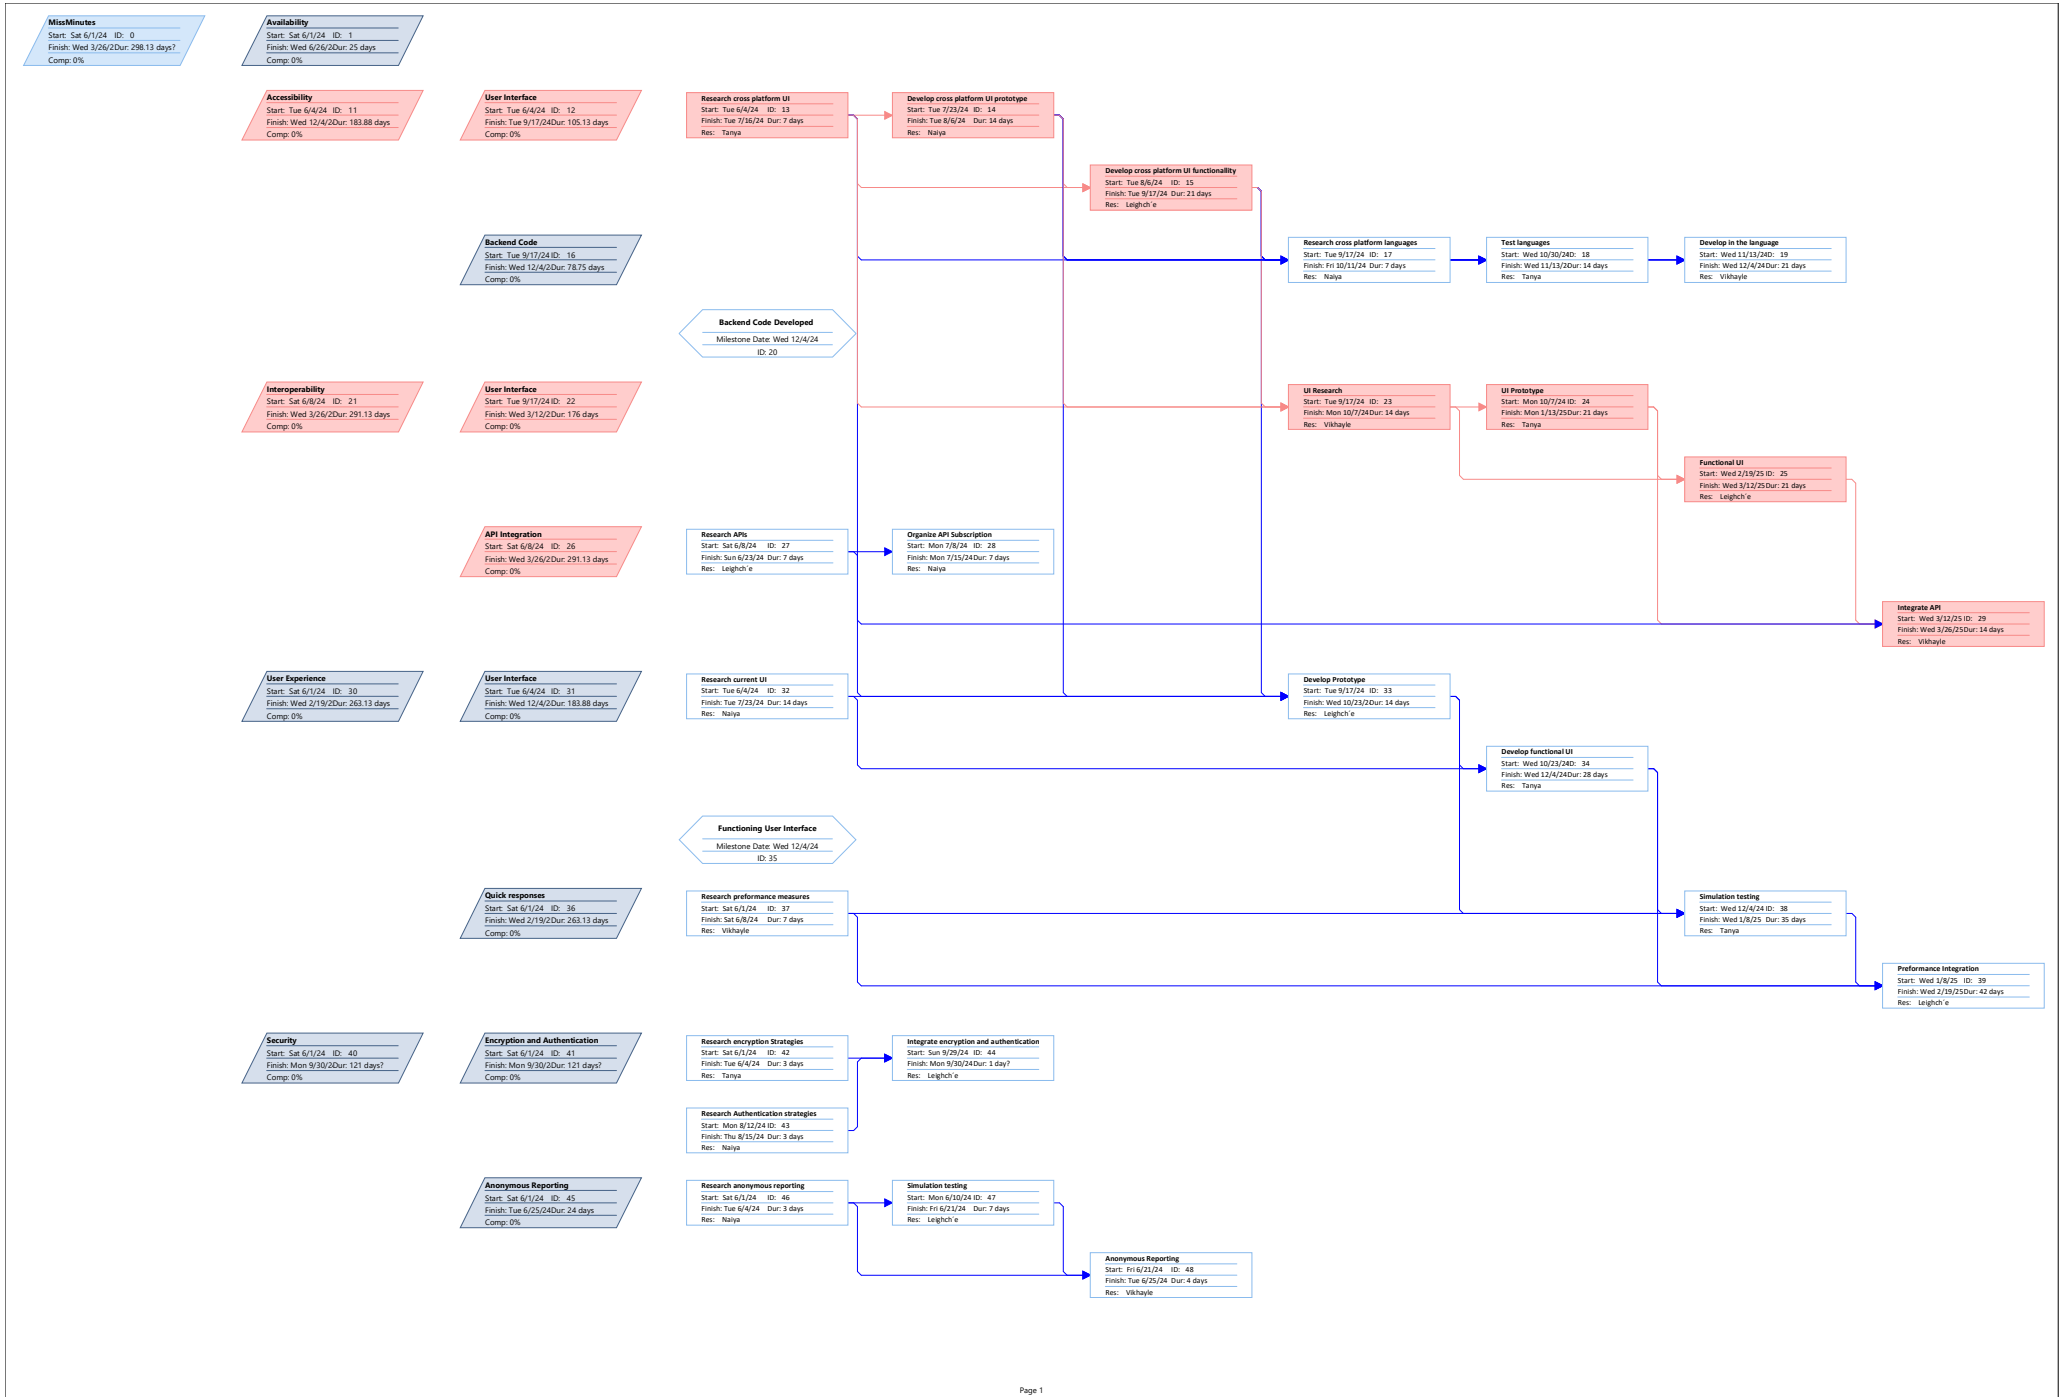 MissMinutes
Start: Sat 6/1/24 ID: 0
Finish: Wed 3/26/2Dur: 298.13 days?
Comp: 0%
Availability
Start: Sat 6/1/24 ID: 1
Finish: Wed 6/26/2Dur: 25 days
Comp: 0%
Accessibility
Start: Tue 6/4/24 ID: 11
Finish: Wed 12/4/2Dur: 183.88 days
Comp: 0%
User Interface
Start: Tue 6/4/24 ID: 12
Finish: Tue 9/17/24Dur: 105.13 days
Comp: 0%
Research cross platform UI
Start: Tue 6/4/24 ID: 13
Finish: Tue 7/16/24 Dur: 7 days
Res: Tanya
Develop cross platform UI prototype
Start: Tue 7/23/24 ID: 14
Finish: Tue 8/6/24 Dur: 14 days
Res: Naiya
Develop cross platform UI functionallity
Start: Tue 8/6/24 ID: 15
Finish: Tue 9/17/24 Dur: 21 days
Res: Leighch´e
Backend Code
Start: Tue 9/17/24 ID: 16
Finish: Wed 12/4/2Dur: 78.75 days
Comp: 0%
Research cross platform languages
Start: Tue 9/17/24 ID: 17
Finish: Fri 10/11/24 Dur: 7 days
Res: Naiya
Test languages
Start: Wed 10/30/24ID: 18
Finish: Wed 11/13/2Dur: 14 days
Res: Tanya
Develop in the language
Start: Wed 11/13/24ID: 19
Finish: Wed 12/4/24Dur: 21 days
Res: Vikhayle
Backend Code Developed
Milestone Date: Wed 12/4/24
ID: 20
Interoperability
Start: Sat 6/8/24 ID: 21
Finish: Wed 3/26/2Dur: 291.13 days
Comp: 0%
User Interface
Start: Tue 9/17/24 ID: 22
Finish: Wed 3/12/2Dur: 176 days
Comp: 0%
UI Research
Start: Tue 9/17/24 ID: 23
Finish: Mon 10/7/24Dur: 14 days
Res: Vikhayle
UI Prototype
Start: Mon 10/7/24 ID: 24
Finish: Mon 1/13/25Dur: 21 days
Res: Tanya
Functional UI
Start: Wed 2/19/25 ID: 25
Finish: Wed 3/12/25Dur: 21 days
Res: Leighch´e
API Integration
Start: Sat 6/8/24 ID: 26
Finish: Wed 3/26/2Dur: 291.13 days
Comp: 0%
Research APIs
Start: Sat 6/8/24 ID: 27
Finish: Sun 6/23/24 Dur: 7 days
Res: Leighch´e
Organize API Subscription
Start: Mon 7/8/24 ID: 28
Finish: Mon 7/15/24Dur: 7 days
Res: Naiya
Integrate API
Start: Wed 3/12/25 ID: 29
Finish: Wed 3/26/25Dur: 14 days
Res: Vikhayle
User Experience
Start: Sat 6/1/24 ID: 30
Finish: Wed 2/19/2Dur: 263.13 days
Comp: 0%
User Interface
Start: Tue 6/4/24 ID: 31
Finish: Wed 12/4/2Dur: 183.88 days
Comp: 0%
Research current UI
Start: Tue 6/4/24 ID: 32
Finish: Tue 7/23/24 Dur: 14 days
Res: Naiya
Develop Prototype
Start: Tue 9/17/24 ID: 33
Finish: Wed 10/23/2Dur: 14 days
Res: Leighch´e
Develop functional UI
Start: Wed 10/23/24ID: 34
Finish: Wed 12/4/24Dur: 28 days
Res: Tanya
Functioning User Interface
Milestone Date: Wed 12/4/24
ID: 35
Quick responses
Start: Sat 6/1/24 ID: 36
Finish: Wed 2/19/2Dur: 263.13 days
Comp: 0%
Research preformance measures
Start: Sat 6/1/24 ID: 37
Finish: Sat 6/8/24 Dur: 7 days
Res: Vikhayle
Simulation testing
Start: Wed 12/4/24 ID: 38
Finish: Wed 1/8/25 Dur: 35 days
Res: Tanya
Preformance Integration
Start: Wed 1/8/25 ID: 39
Finish: Wed 2/19/25Dur: 42 days
Res: Leighch´e
Security
Start: Sat 6/1/24 ID: 40
Finish: Mon 9/30/2Dur: 121 days?
Comp: 0%
Encryption and Authentication
Start: Sat 6/1/24 ID: 41
Finish: Mon 9/30/2Dur: 121 days?
Comp: 0%
Research encryption Strategies
Start: Sat 6/1/24 ID: 42
Finish: Tue 6/4/24 Dur: 3 days
Res: Tanya
Integrate encryption and authentication
Start: Sun 9/29/24 ID: 44
Finish: Mon 9/30/24Dur: 1 day?
Res: Leighch´e
Research Authentication strategies
Start: Mon 8/12/24 ID: 43
Finish: Thu 8/15/24 Dur: 3 days
Res: Naiya
Anonymous Reporting
Start: Sat 6/1/24 ID: 45
Finish: Tue 6/25/24Dur: 24 days
Comp: 0%
Research anonymous reporting
Start: Sat 6/1/24 ID: 46
Finish: Tue 6/4/24 Dur: 3 days
Res: Naiya
Simulation testing
Start: Mon 6/10/24 ID: 47
Finish: Fri 6/21/24 Dur: 7 days
Res: Leighch´e
Anonymous Reporting
Start: Fri 6/21/24 ID: 48
Finish: Tue 6/25/24 Dur: 4 days
Res: Vikhayle
Page 1